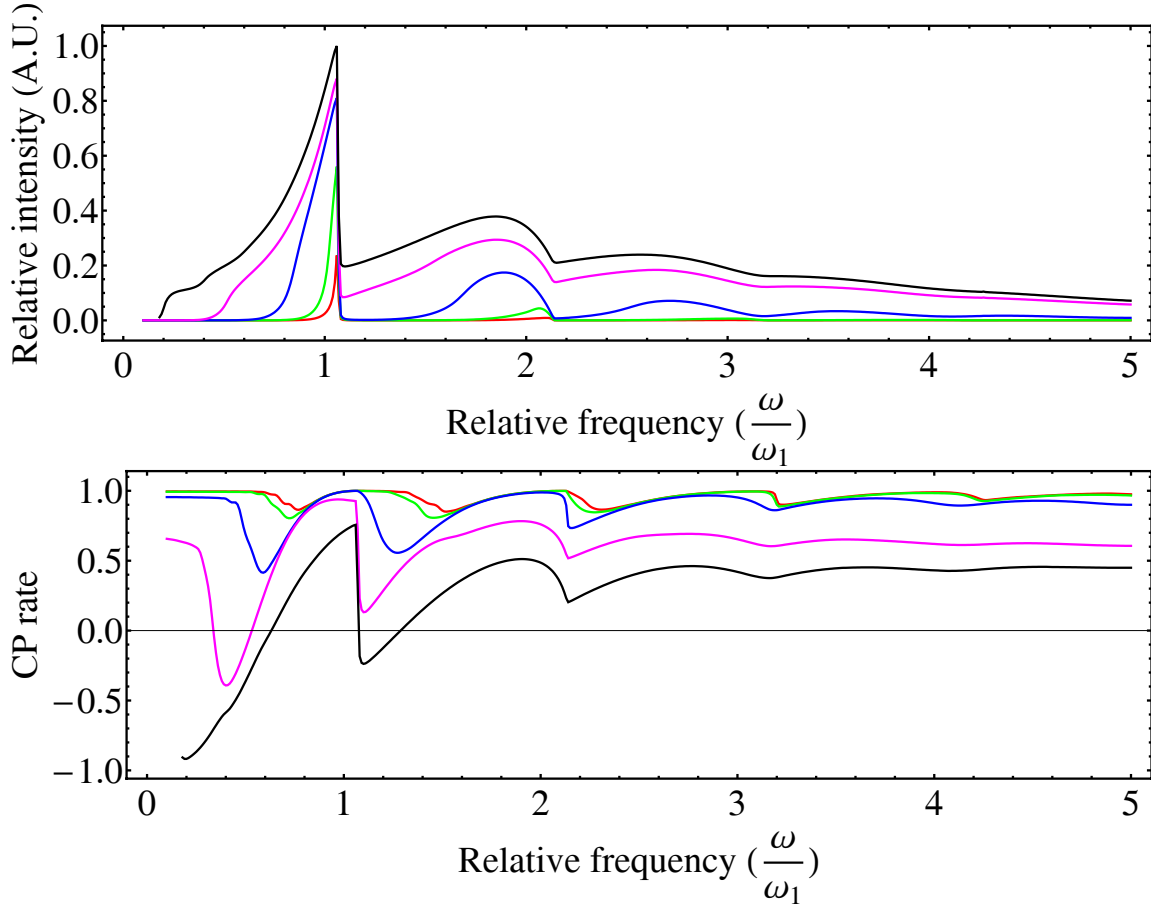 Relative intensity (A.U.)
1.0
0.8
0.6
0.4
0.2
0.0
0 1 2 3 4 5
Relative frequency (ω/ω₁)
CP rate
1.0
0.5
0.0
−0.5
−1.0
0 1 2 3 4 5
Relative frequency (ω/ω₁)